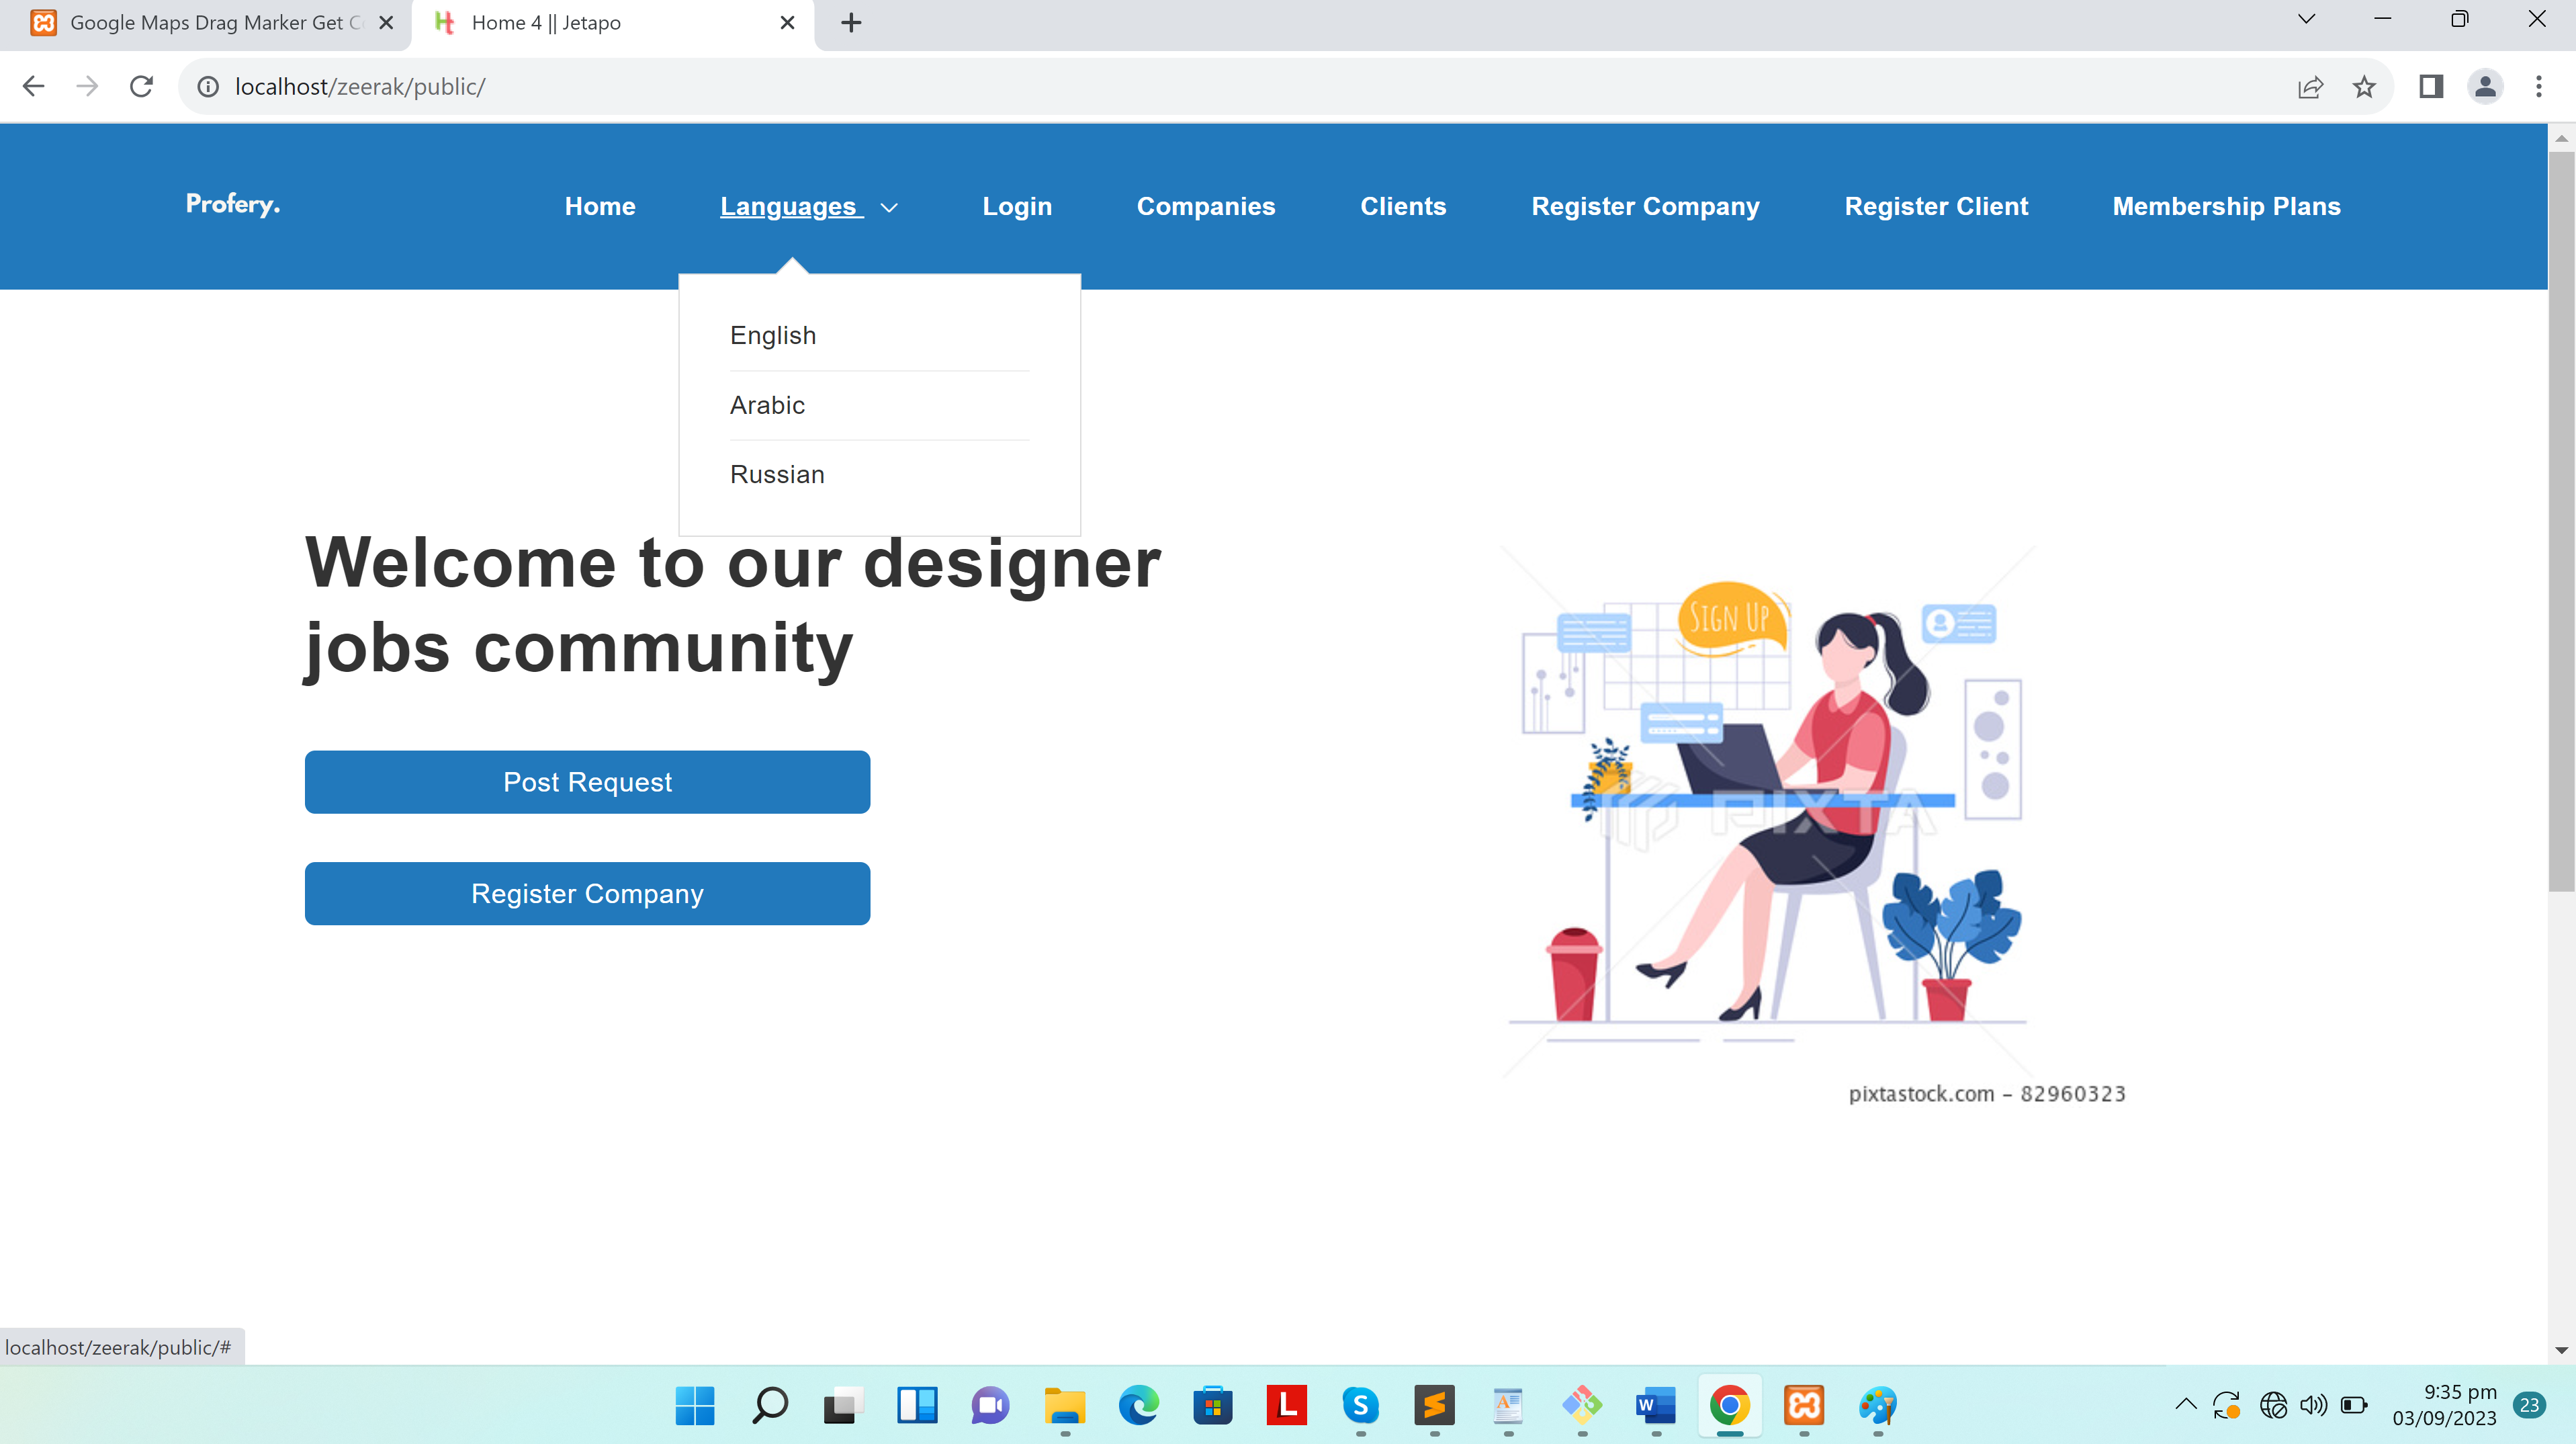 Google Maps Drag Marker Get C
Home 4 || Jetapo
localhost/zeerak/public/
Profery.
Home
Languages
Login
Companies
Clients
Register Company
Register Client
Membership Plans
English
Arabic
Russian
Welcome to our designer
jobs community
Post Request
Register Company
SIGN UP
PIXTA
pixtastock.com - 82960323
localhost/zeerak/public/#
9:35 pm
03/09/2023
23